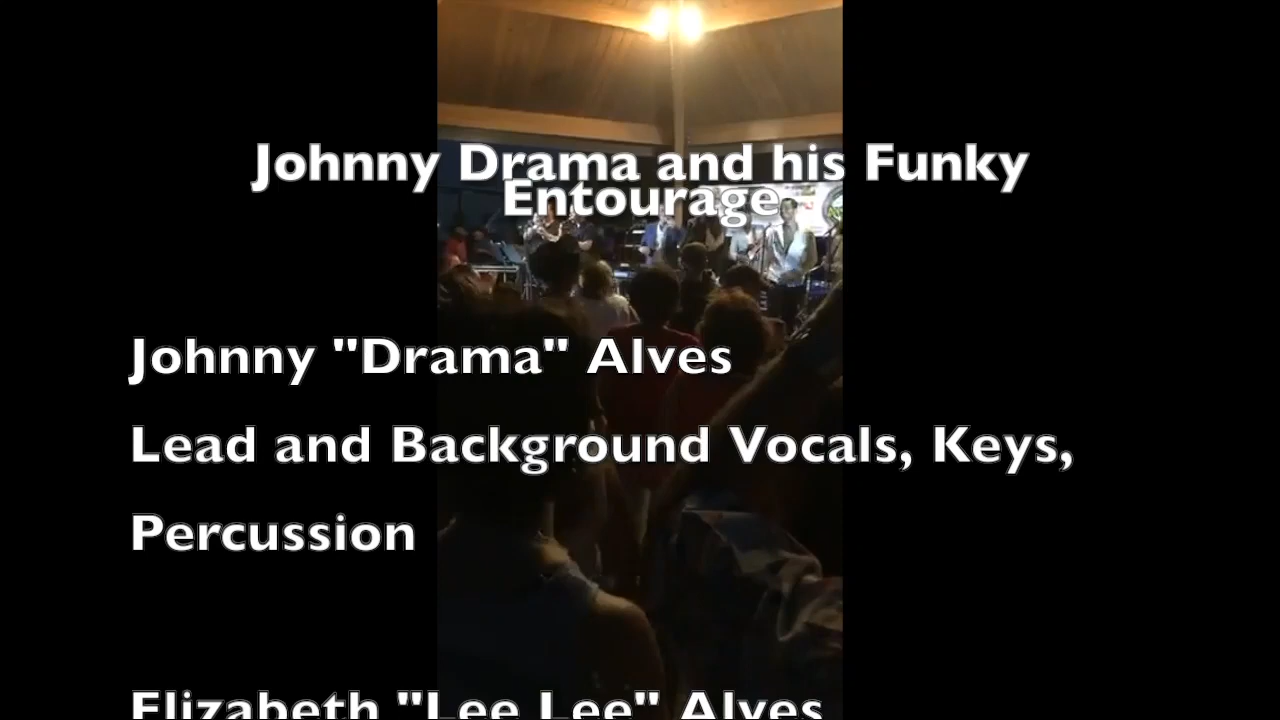 Johnny Drama and his Funky
Entourage
Johnny "Drama" Alves
Lead and Background Vocals, Keys,
Percussion
Elizabeth "Lee Lee" Alves